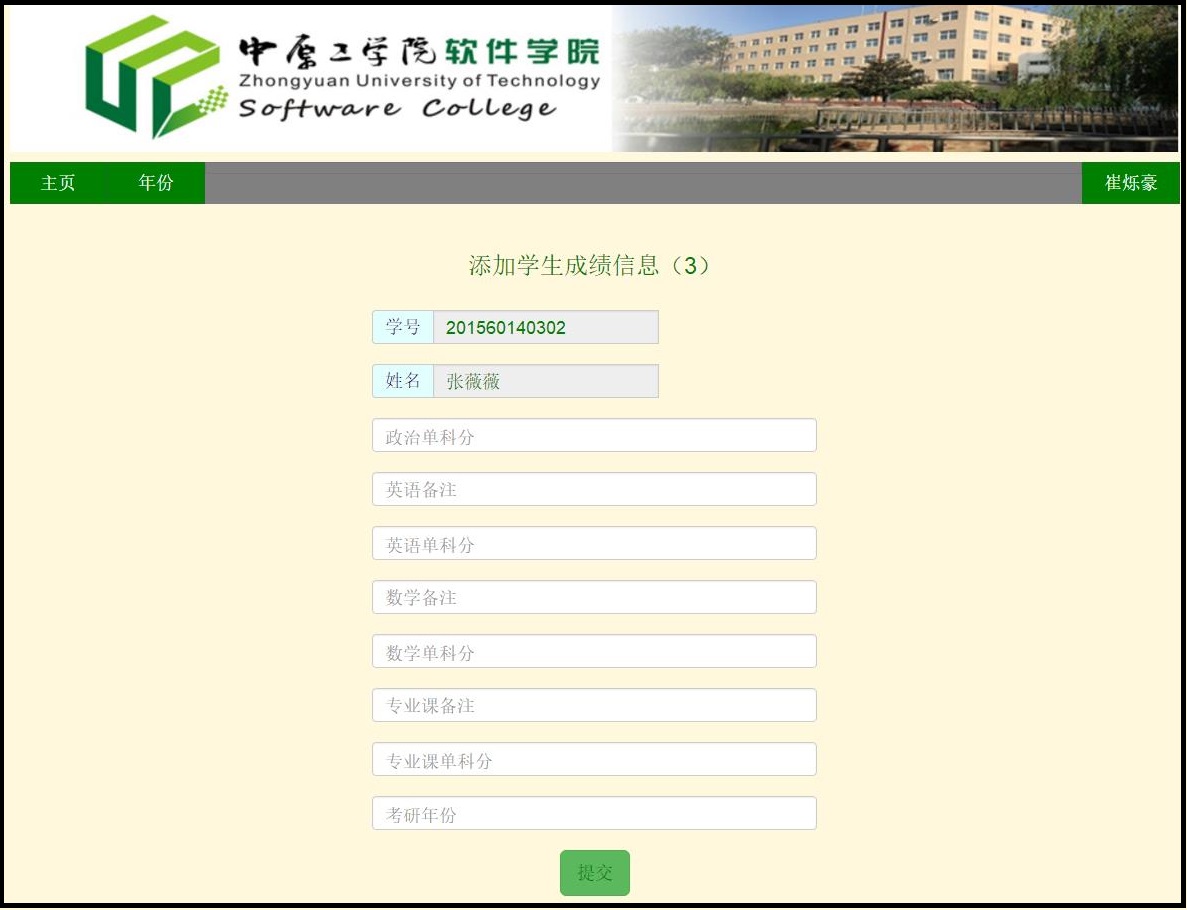 中原工学院软件学院
Zhongyuan University of Technology
Software College
主页 年份 崔烁豪
添加学生成绩信息（3）
学号 201560140302
姓名 张薇薇
政治单科分
英语备注
英语单科分
数学备注
数学单科分
专业课备注
专业课单科分
考研年份
提交